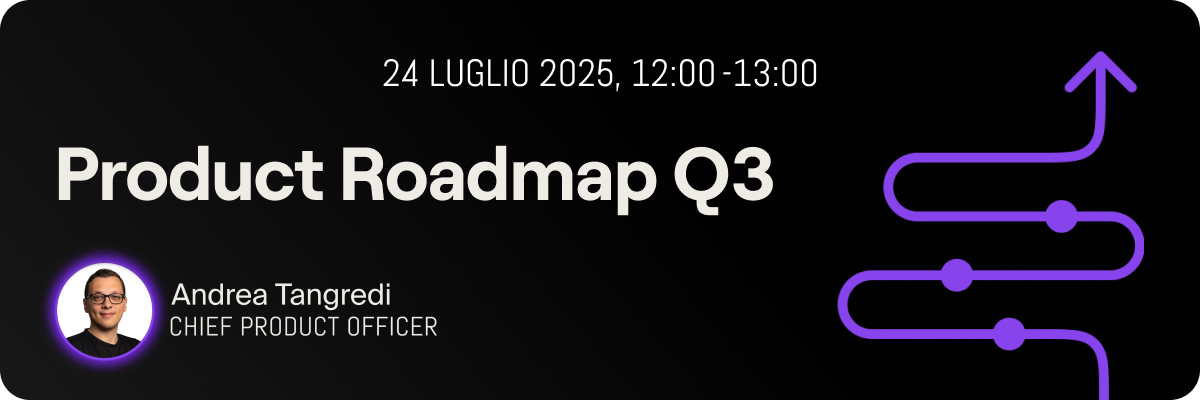 24 LUGLIO 2025, 12:00 -13:00
Product Roadmap Q3
Andrea Tangredi
CHIEF PRODUCT OFFICER